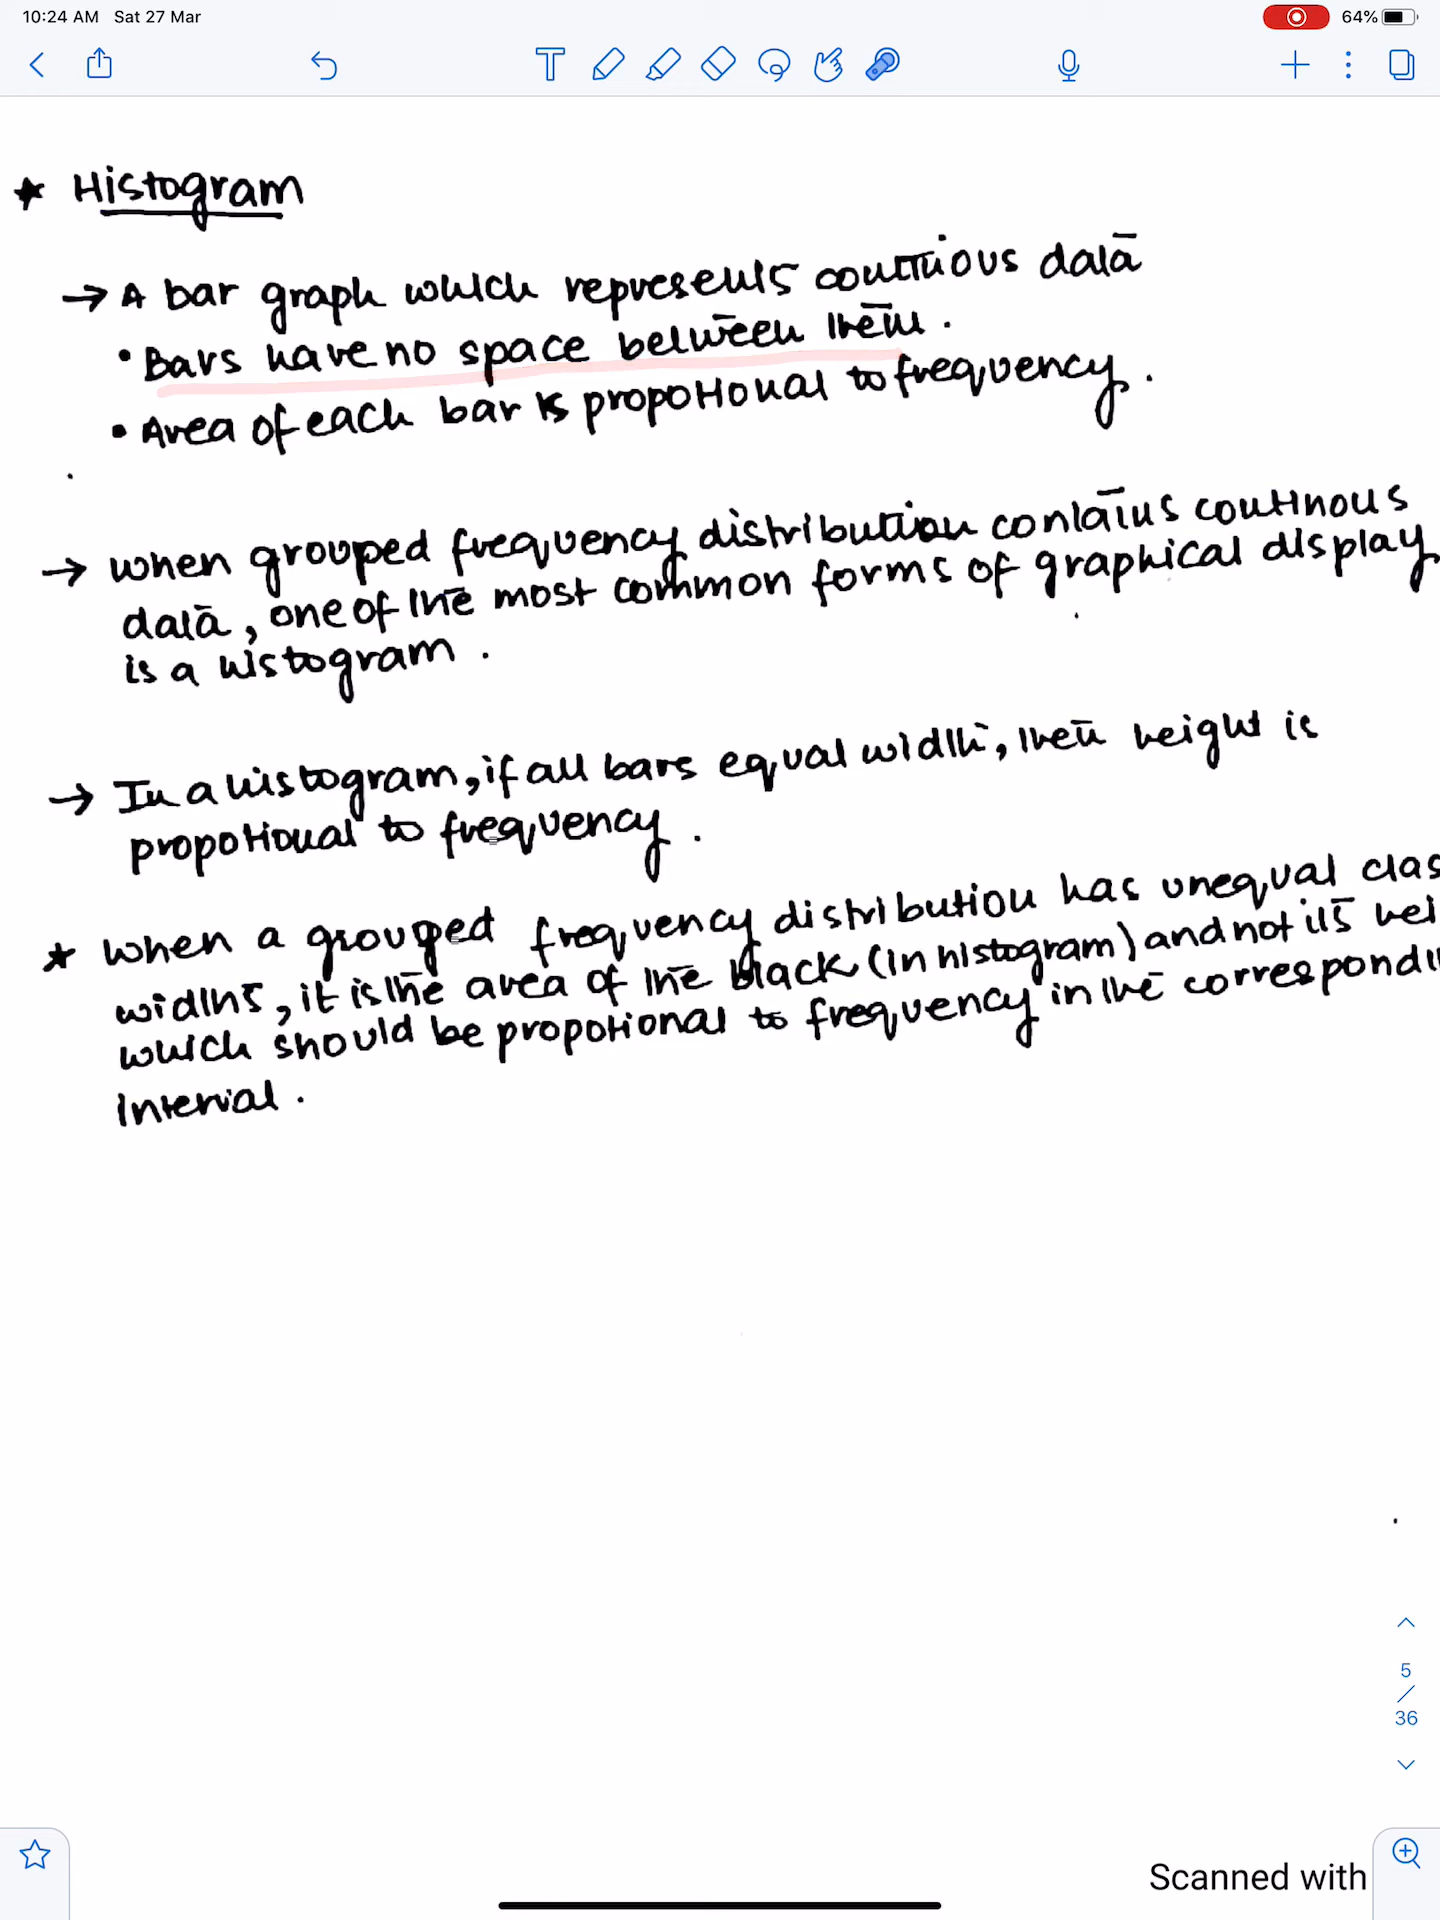 10:24 AM Sat 27 Mar
64%
★ Histogram
→ A bar graph which represents continious data
• Bars have no space between them.
• Area of each bar is propotional to frequency.
→ when grouped frequency distribution contains continous
data, one of the most common forms of graphical display
is a histogram.
→ In a histogram, if all bars equal width, then height is
propotional to frequency.
★ when a grouped frequency distribution has unequal clas
widths, it is the area of the black (in histogram) and not its hei
which should be propotional to frequency in the correspondi
interval.
5
/
36
Scanned with